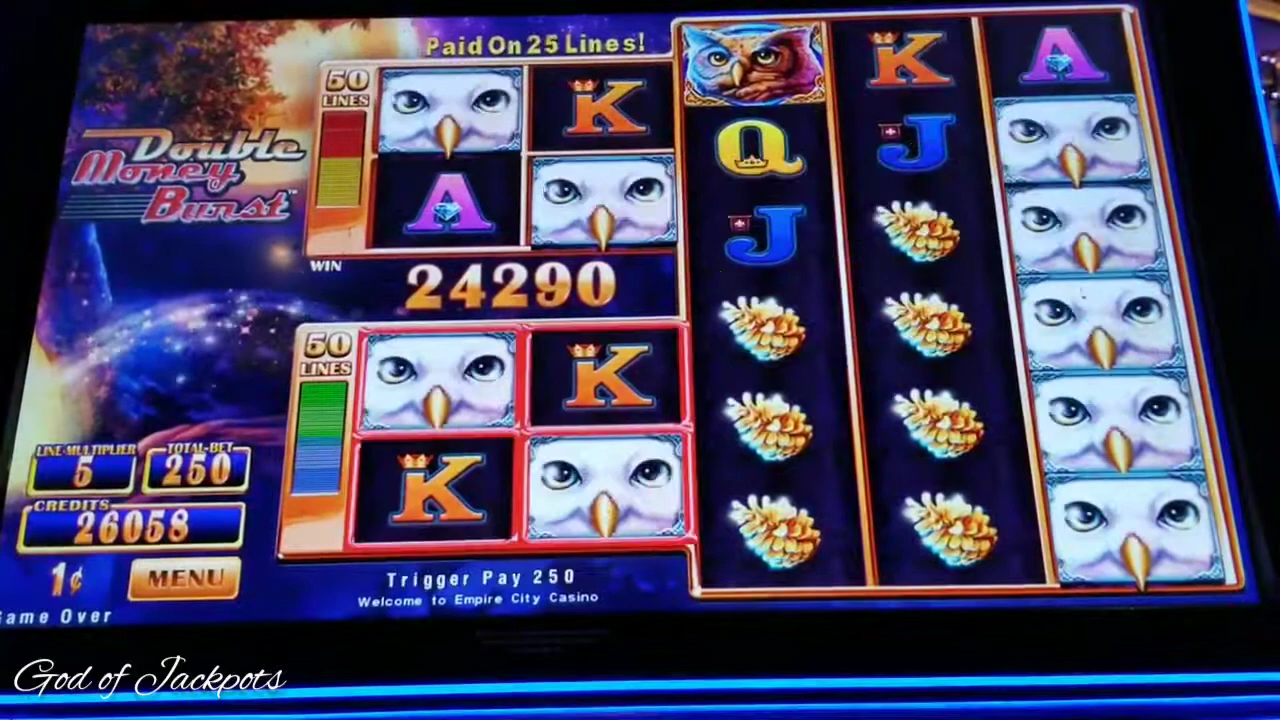 Paid On 25 Lines!
50
LINES
K
K
A
Double
Money
Burst™
A
Q
J
J
WIN
24290
50
LINES
K
K
LINE MULTIPLIER
5
TOTAL BET
250
CREDITS
26058
1¢
MENU
Trigger Pay 250
Welcome to Empire City Casino
Game Over
God of Jackpots